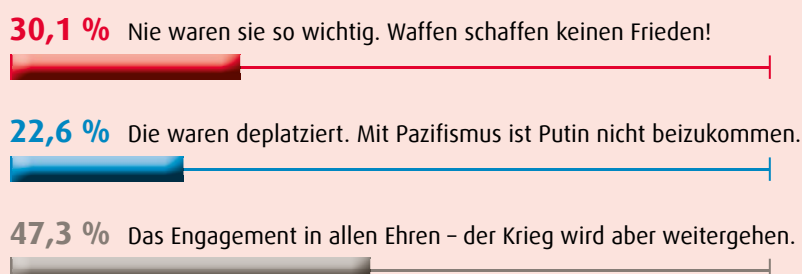 30,1 % Nie waren sie so wichtig. Waffen schaffen keinen Frieden!
22,6 % Die waren deplatziert. Mit Pazifismus ist Putin nicht beizukommen.
47,3 % Das Engagement in allen Ehren – der Krieg wird aber weitergehen.